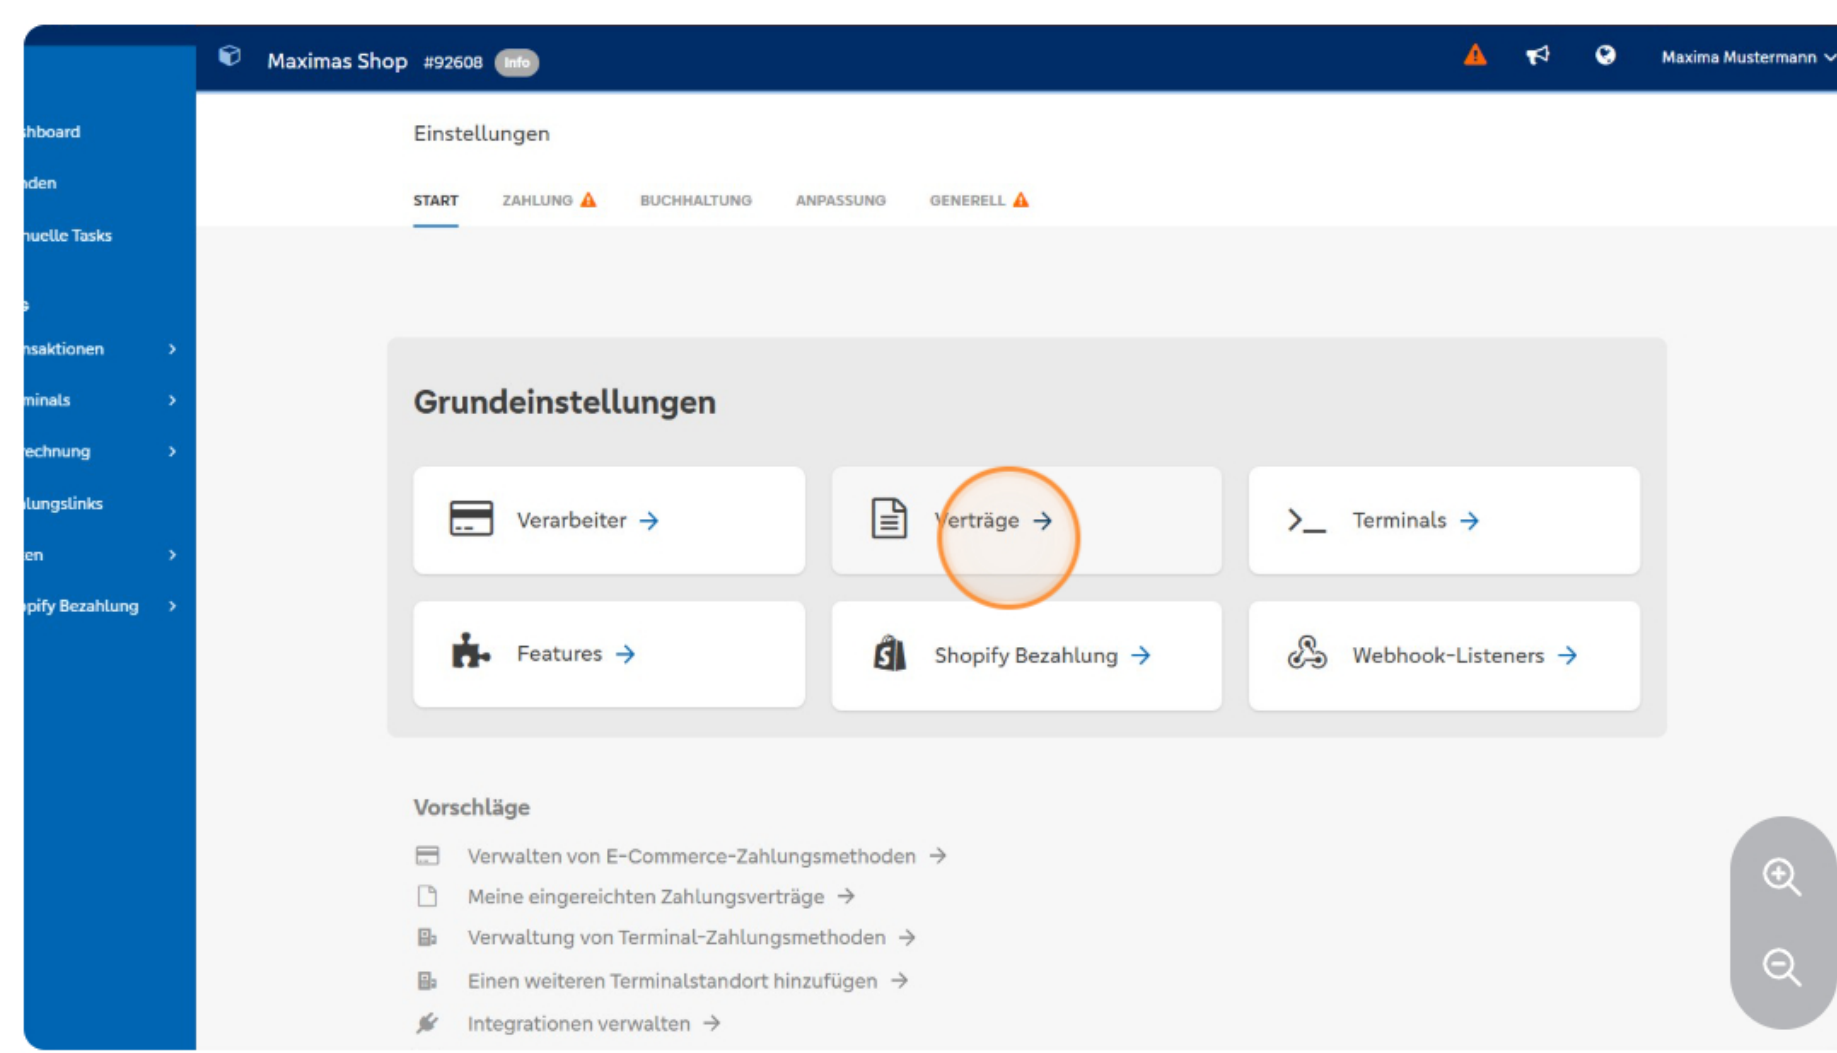 Maximas Shop #92608 Info
Maxima Mustermann
hboard
den
nuelle Tasks
nsaktionen
minals
rechnung
lungslinks
en
pify Bezahlung
Einstellungen
START ZAHLUNG BUCHHALTUNG ANPASSUNG GENERELL
Grundeinstellungen
Verarbeiter →
Verträge →
Terminals →
Features →
Shopify Bezahlung →
Webhook-Listeners →
Vorschläge
Verwalten von E-Commerce-Zahlungsmethoden →
Meine eingereichten Zahlungsverträge →
Verwaltung von Terminal-Zahlungsmethoden →
Einen weiteren Terminalstandort hinzufügen →
Integrationen verwalten →